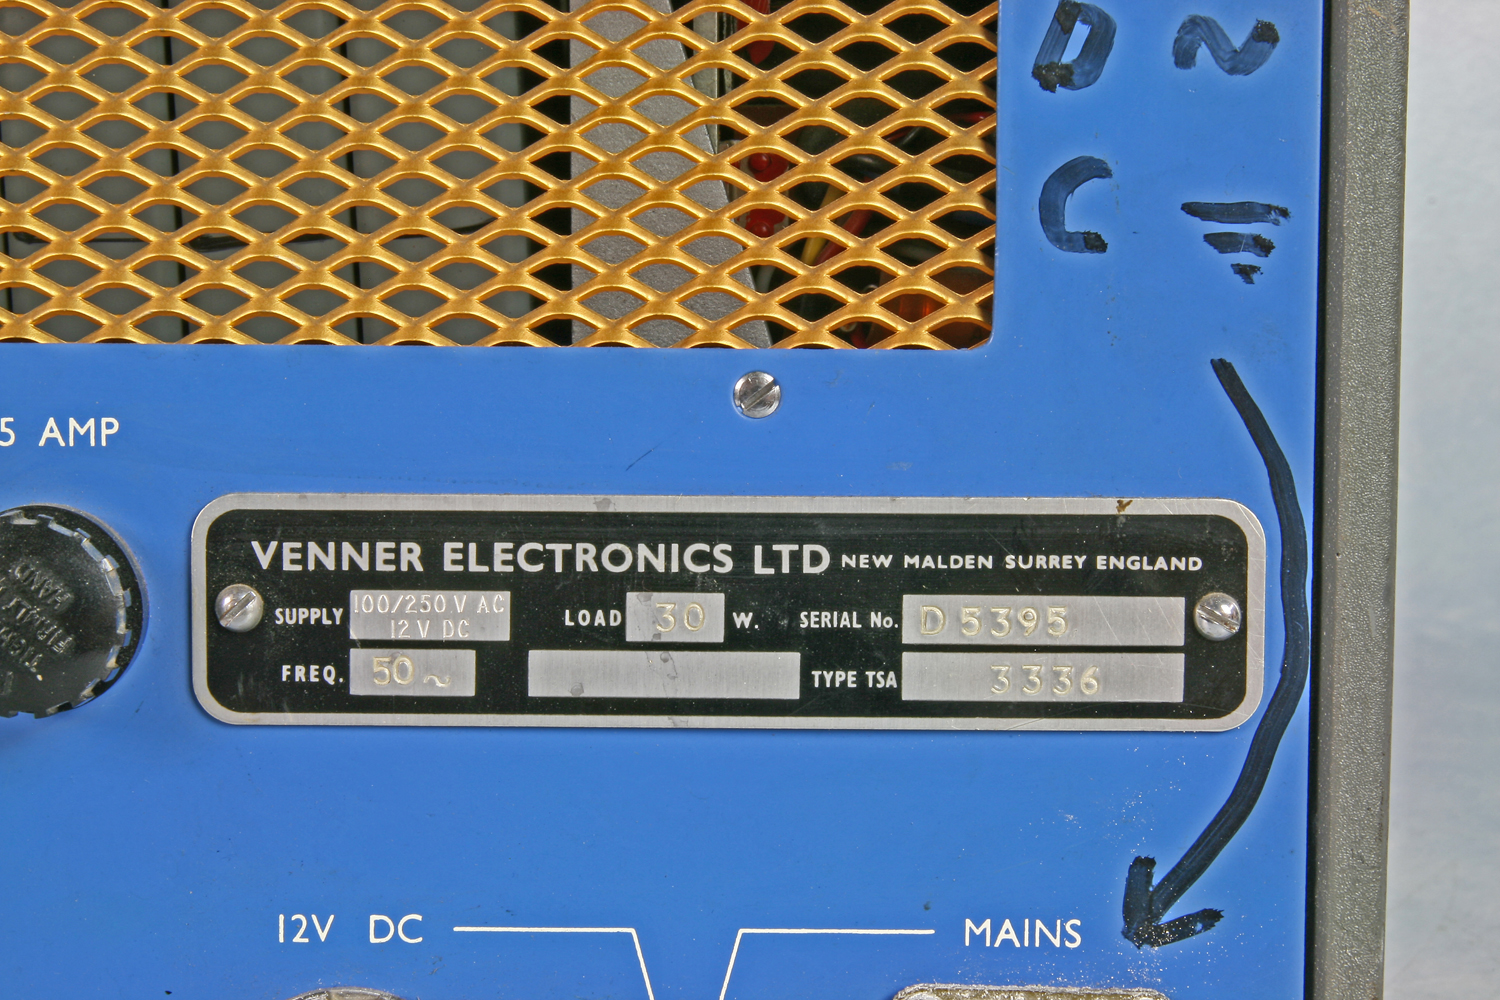 D N
C
5 AMP
VENNER ELECTRONICS LTD NEW MALDEN SURREY ENGLAND
SUPPLY 100/250 V AC
12 V DC
LOAD 30 W.
SERIAL No. D 5395
FREQ. 50 ~
TYPE TSA 3336
12V DC
MAINS